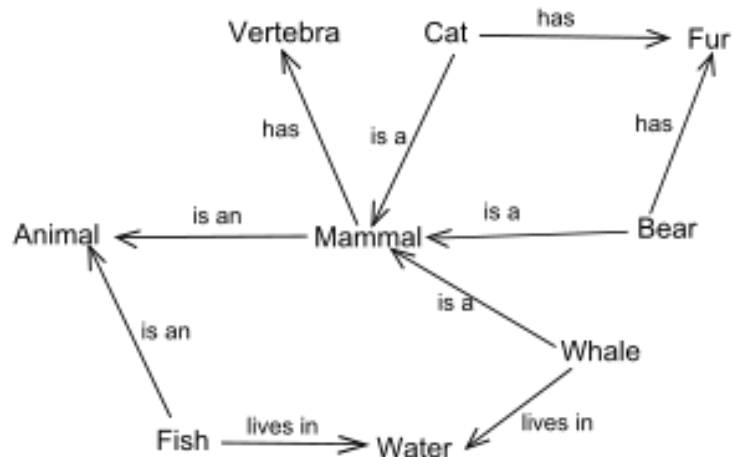 has
Vertebra
Cat
Fur
has
is a
has
is an
is a
Animal
Mammal
Bear
is a
is an
Whale
lives in
lives in
Fish
Water